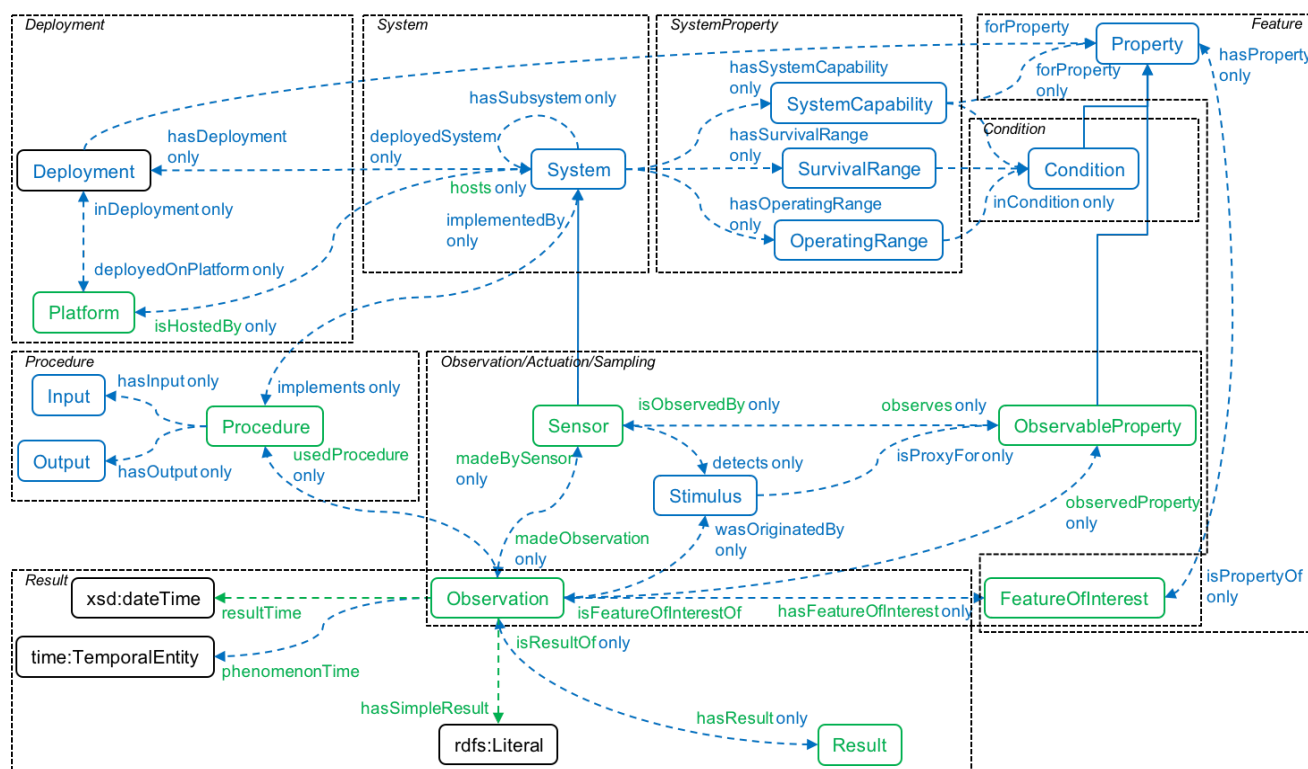 Deployment
System
SystemProperty
Feature
forProperty
Property
hasProperty
only
hasSystemCapability
only
forProperty
only
SystemCapability
hasSubsystem only
hasDeployment
only
deployedSystem
only
hasSurvivalRange
only
Condition
Deployment
System
SurvivalRange
Condition
hosts only
inDeployment only
implementedBy
only
hasOperatingRange
only
inCondition only
OperatingRange
deployedOnPlatform only
Platform
isHostedBy only
Procedure
Observation/Actuation/Sampling
Input
hasInput only
implements only
isObservedBy only
observes only
Procedure
Sensor
ObservableProperty
Output
hasOutput only
usedProcedure
only
madeBySensor
only
detects only
isProxyFor only
Stimulus
observedProperty
only
wasOriginatedBy
only
madeObservation
only
Result
xsd:dateTime
resultTime
Observation
isFeatureOfInterestOf
hasFeatureOfInterest only
FeatureOfInterest
isPropertyOf
only
isResultOf only
time:TemporalEntity
phenomenonTime
hasSimpleResult
hasResult only
rdfs:Literal
Result